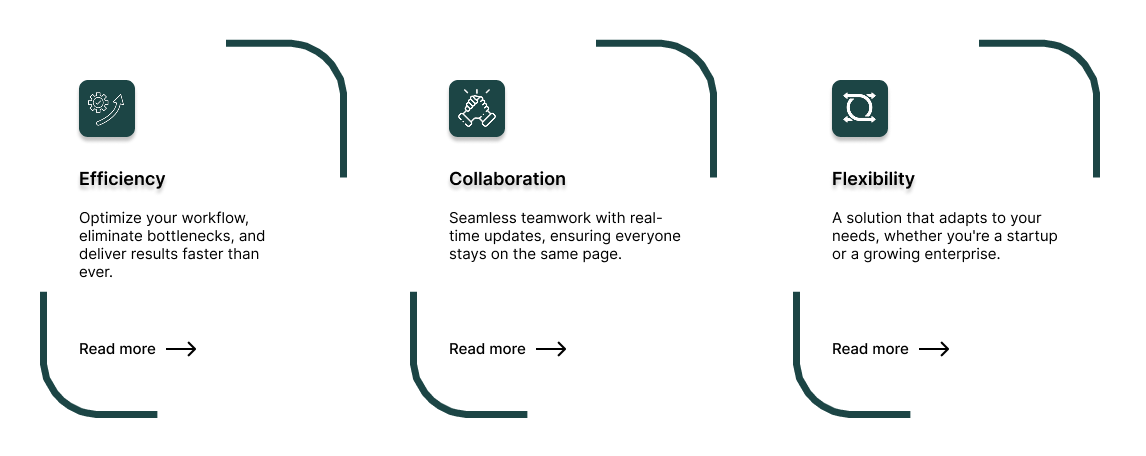 Efficiency
Optimize your workflow,
eliminate bottlenecks, and
deliver results faster than
ever.
Read more
Collaboration
Seamless teamwork with real-
time updates, ensuring everyone
stays on the same page.
Read more
Flexibility
A solution that adapts to your
needs, whether you're a startup
or a growing enterprise.
Read more